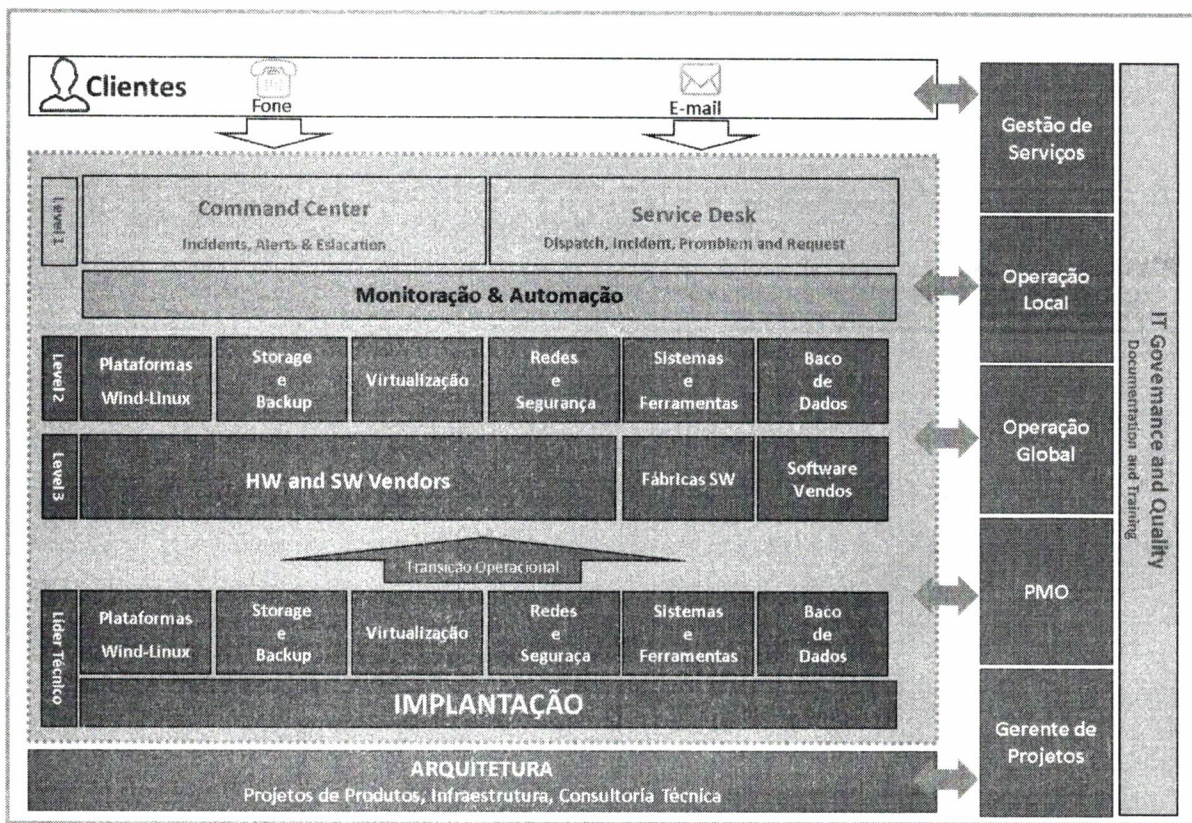 Clientes
Fone
E-mail
Level 1
Command Center
Incidents, Alerts & Eslacation
Service Desk
Dispatch, Incident, Promblem and Request
Monitoração & Automação
Level 2
Plataformas
Wind-Linux
Storage
e
Backup
Virtualização
Redes
e
Segurança
Sistemas
e
Ferramentas
Baco
de
Dados
Level 3
HW and SW Vendors
Fábricas SW
Software
Vendos
Transição Operacional
Líder Técnico
Plataformas
Wind-Linux
Storage
e
Backup
Virtualização
Redes
e
Seguraça
Sistemas
e
Ferramentas
Baco
de
Dados
IMPLANTAÇÃO
ARQUITETURA
Projetos de Produtos, Infraestrutura, Consultoria Técnica
Gestão de
Serviços
Operação
Local
Operação
Global
PMO
Gerente de
Projetos
IT Governance and Quality
Documentation and Training